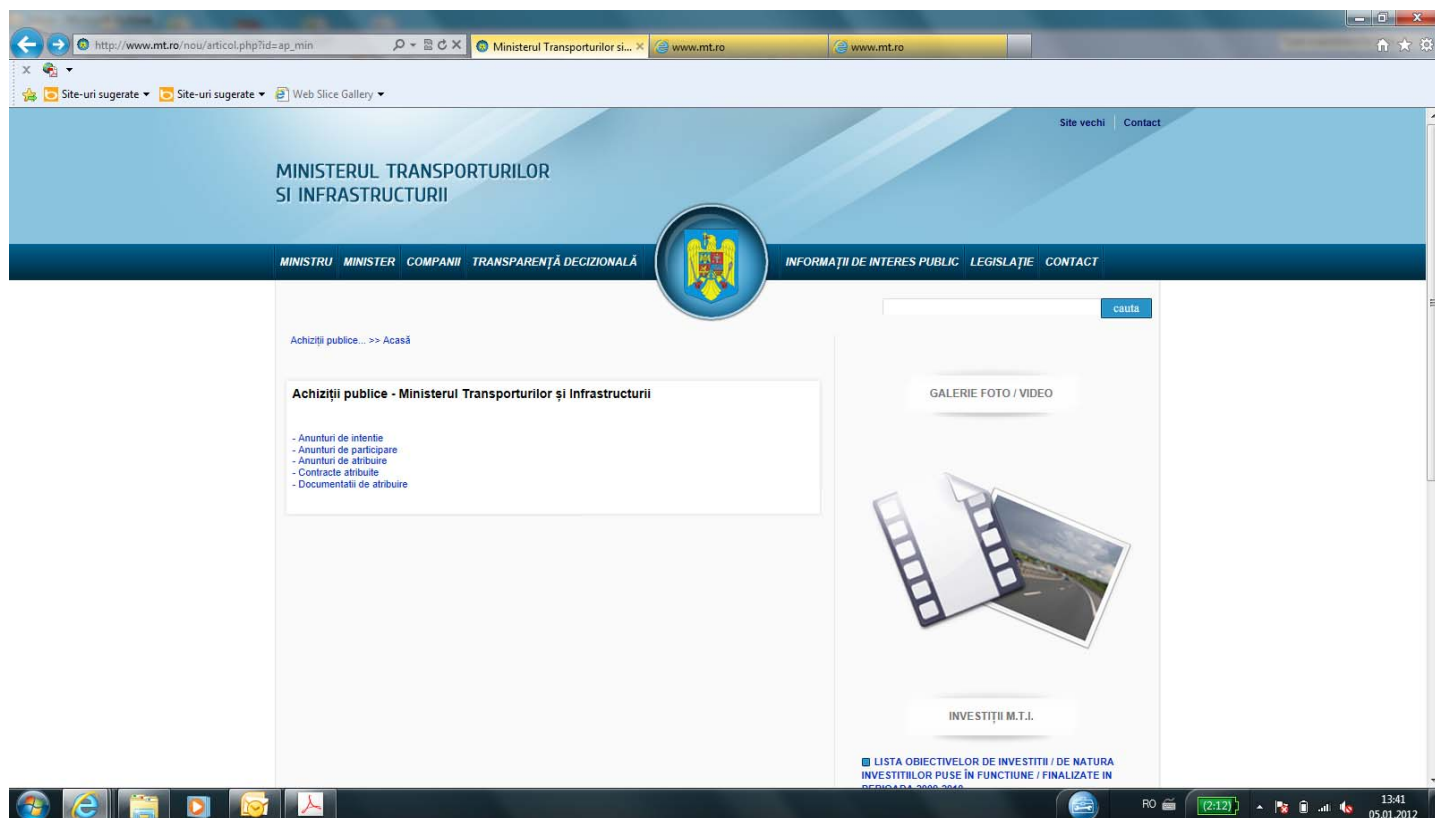 http://www.mt.ro/nou/articol.php?id=ap_min
Ministerul Transporturilor si...
www.mt.ro
www.mt.ro
Site-uri sugerate
Site-uri sugerate
Web Slice Gallery
Site vechi
Contact
MINISTERUL TRANSPORTURILOR
SI INFRASTRUCTURII
MINISTRU MINISTER COMPANII TRANSPARENȚĂ DECIZIONALĂ
INFORMAȚII DE INTERES PUBLIC LEGISLAȚIE CONTACT
cauta
Achiziții publice... >> Acasă
Achiziții publice - Ministerul Transporturilor și Infrastructurii
- Anunturi de intentie
- Anunturi de participare
- Anunturi de atribuire
- Contracte atribuite
- Documentatii de atribuire
GALERIE FOTO / VIDEO
INVESTIȚII M.T.I.
LISTA OBIECTIVELOR DE INVESTITII / DE NATURA
INVESTITIILOR PUSE ÎN FUNCTIUNE / FINALIZATE IN
PERIOADA 2009-2010
RO
(2:12)
13:41
05.01.2012